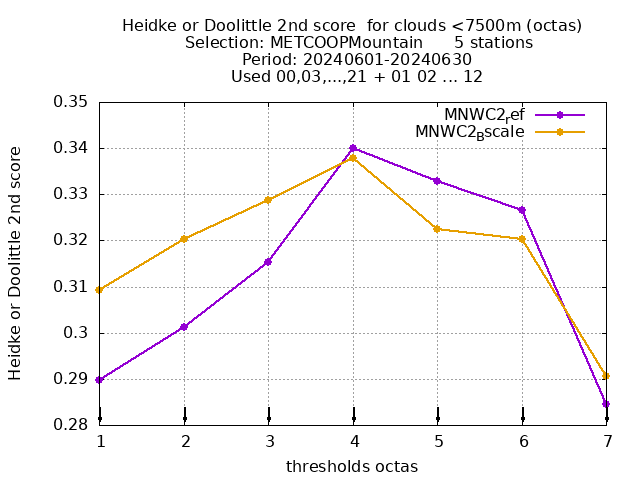 Heidke or Doolittle 2nd score  for clouds <7500m (octas)
Selection: METCOOPMountain      5 stations
Period: 20240601-20240630
Used 00,03,...,21 + 01 02 ... 12
MNWC2ref
MNWC2Bscale
0.35
0.34
0.33
0.32
0.31
0.3
0.29
0.28
Heidke or Doolittle 2nd score
1 2 3 4 5 6 7
thresholds octas